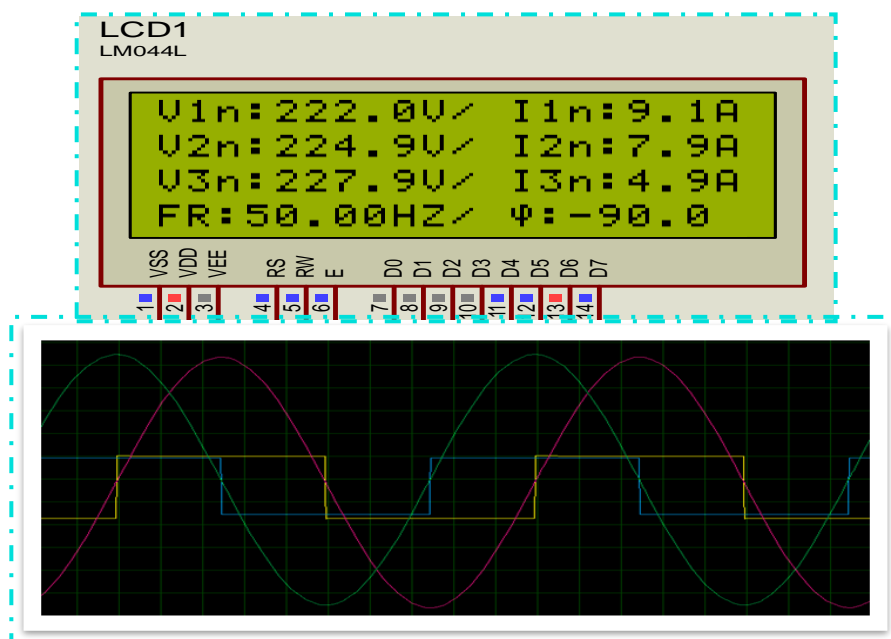 LCD1
LM044L
V1n:222.0V/ I1n:9.1A
V2n:224.9V/ I2n:7.9A
V3n:227.9V/ I3n:4.9A
FR:50.00HZ/ φ:-90.0
VSS VDD VEE RS RW E D0 D1 D2 D3 D4 D5 D6 D7
1 2 3 4 5 6 7 8 9 10 11 12 13 14